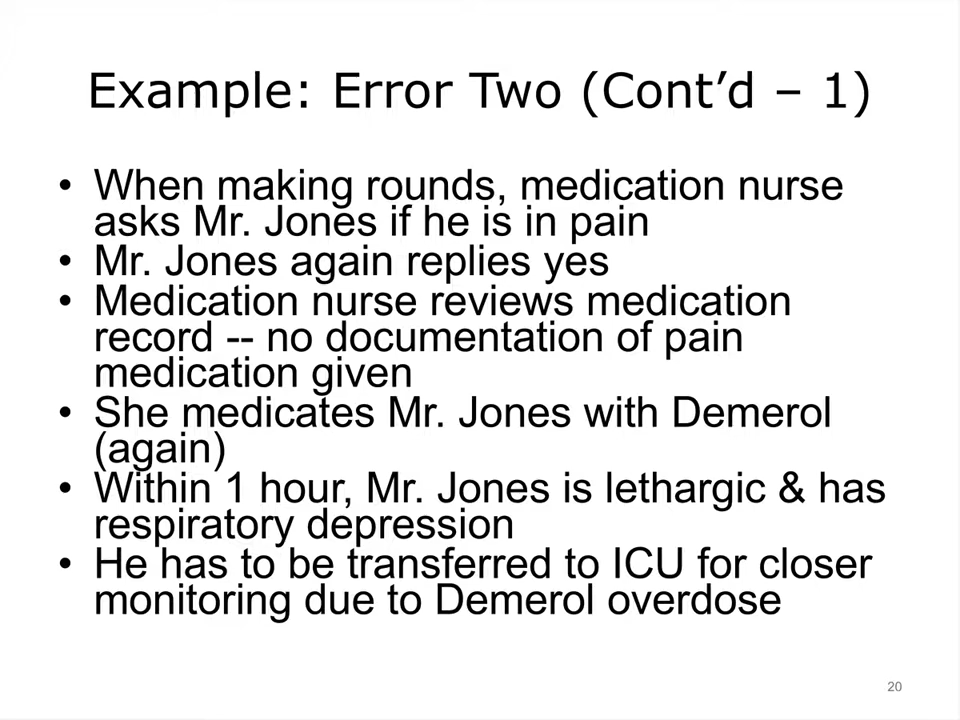 Example: Error Two (Cont’d – 1)
• When making rounds, medication nurse
asks Mr. Jones if he is in pain
• Mr. Jones again replies yes
• Medication nurse reviews medication
record -- no documentation of pain
medication given
• She medicates Mr. Jones with Demerol
(again)
• Within 1 hour, Mr. Jones is lethargic & has
respiratory depression
• He has to be transferred to ICU for closer
monitoring due to Demerol overdose
20